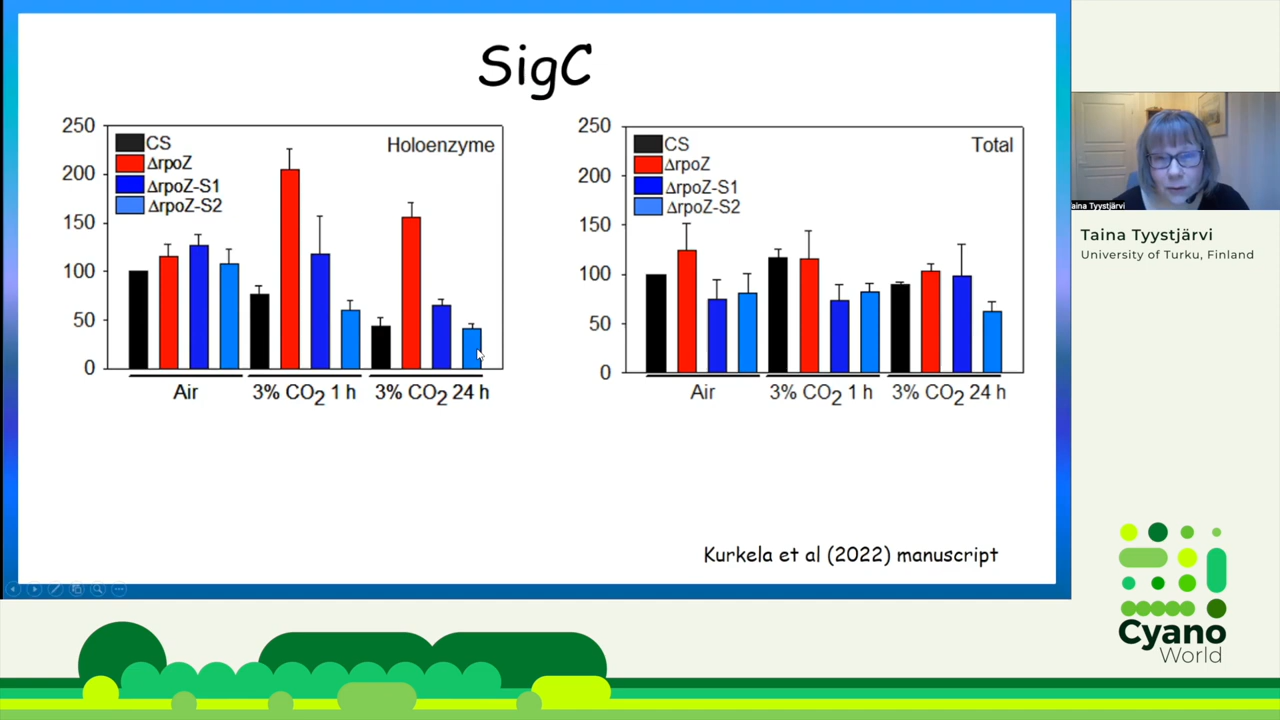 SigC
250
200
150
100
50
0
CS
ΔrpoZ
ΔrpoZ-S1
ΔrpoZ-S2
Holoenzyme
Air
3% CO2 1 h
3% CO2 24 h
250
200
150
100
50
0
CS
ΔrpoZ
ΔrpoZ-S1
ΔrpoZ-S2
Total
Air
3% CO2 1 h
3% CO2 24 h
Kurkela et al (2022) manuscript
aina Tyystjärvi
Taina Tyystjärvi
University of Turku, Finland
Cyano
World